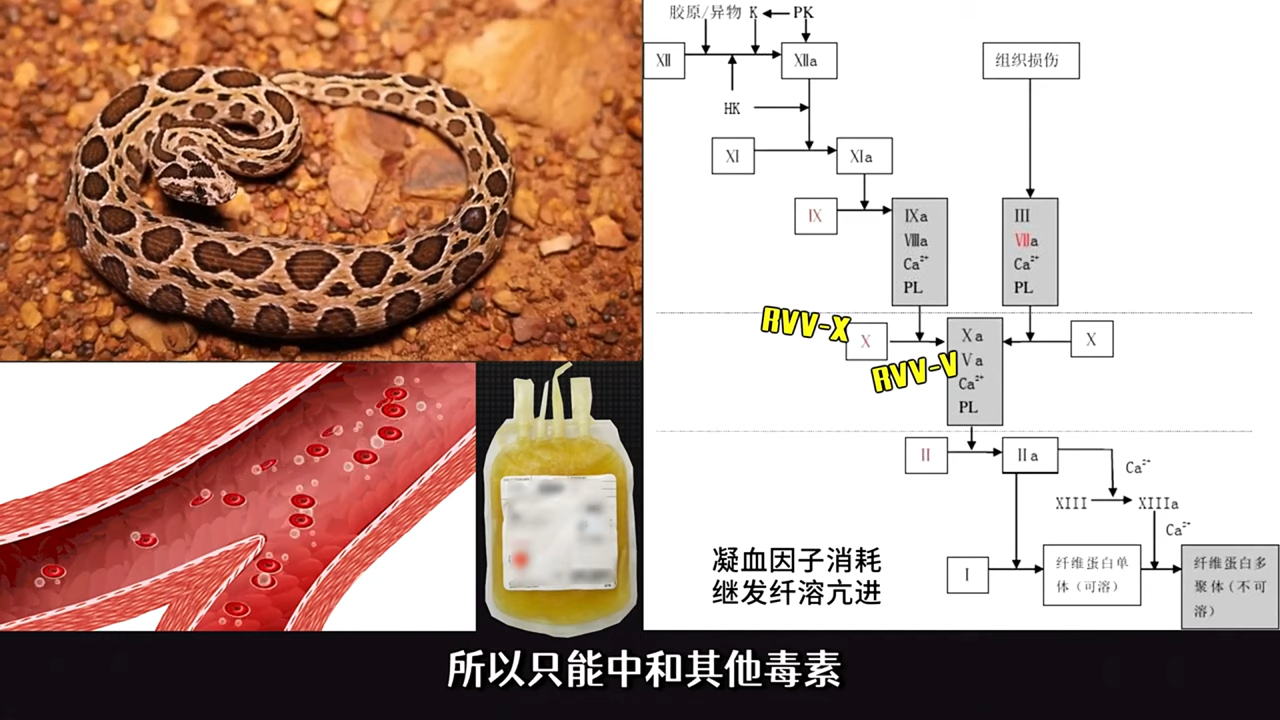 胶原/异物 K PK
XII XIIa 组织损伤
HK
XI XIa
IX IXa III
VIIIa VIIa
Ca²⁺ Ca²⁺
PL PL
RVV-X X Xa X
RVV-V Va
Ca²⁺
PL
II IIa Ca²⁺
XIII XIIIa
Ca²⁺
凝血因子消耗
继发纤溶亢进
I 纤维蛋白单体（可溶） 纤维蛋白多聚体（不可溶）
所以只能中和其他毒素